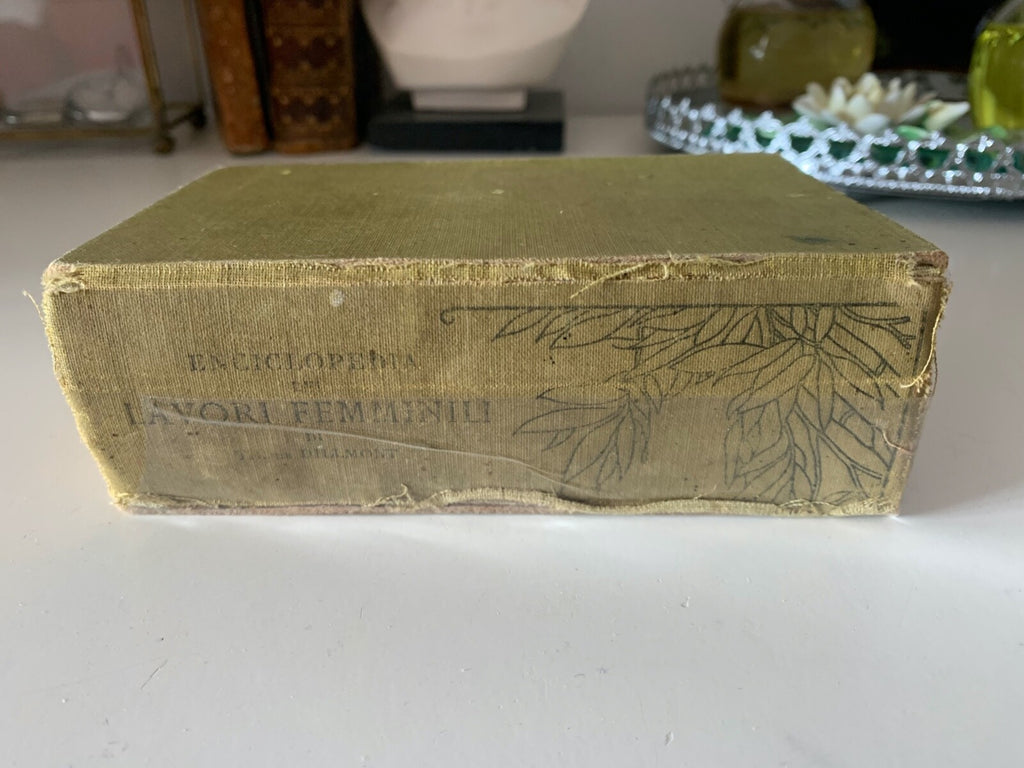 ENCICLOPEDIA
DEI
LAVORI FEMMINILI
DI
DILLMONT